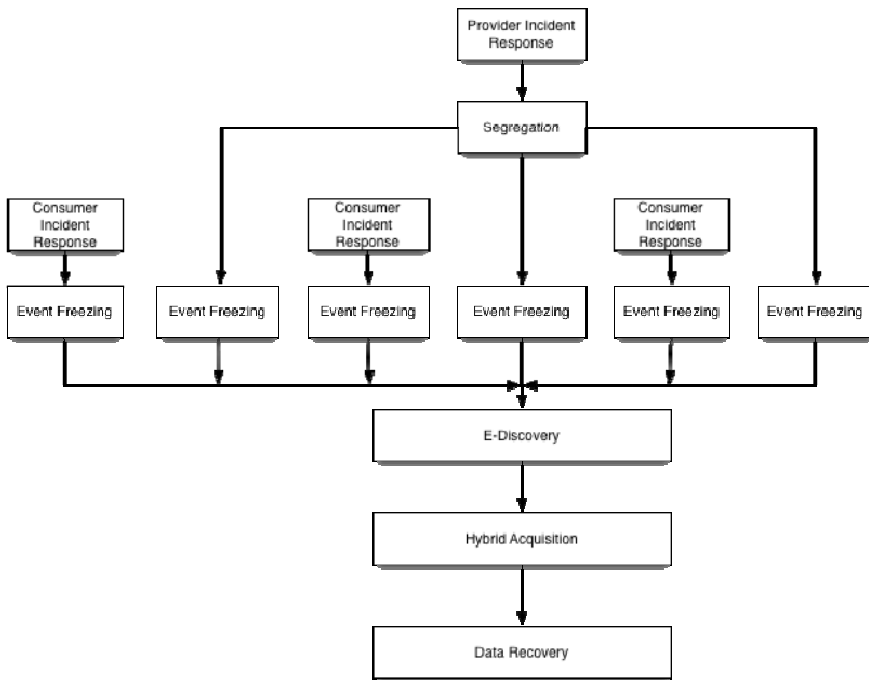 Provider Incident
Response
Segregation
Consumer
Incident
Response
Consumer
Incident
Response
Consumer
Incident
Response
Event Freezing
Event Freezing
Event Freezing
Event Freezing
Event Freezing
Event Freezing
E-Discovery
Hybrid Acquisition
Data Recovery